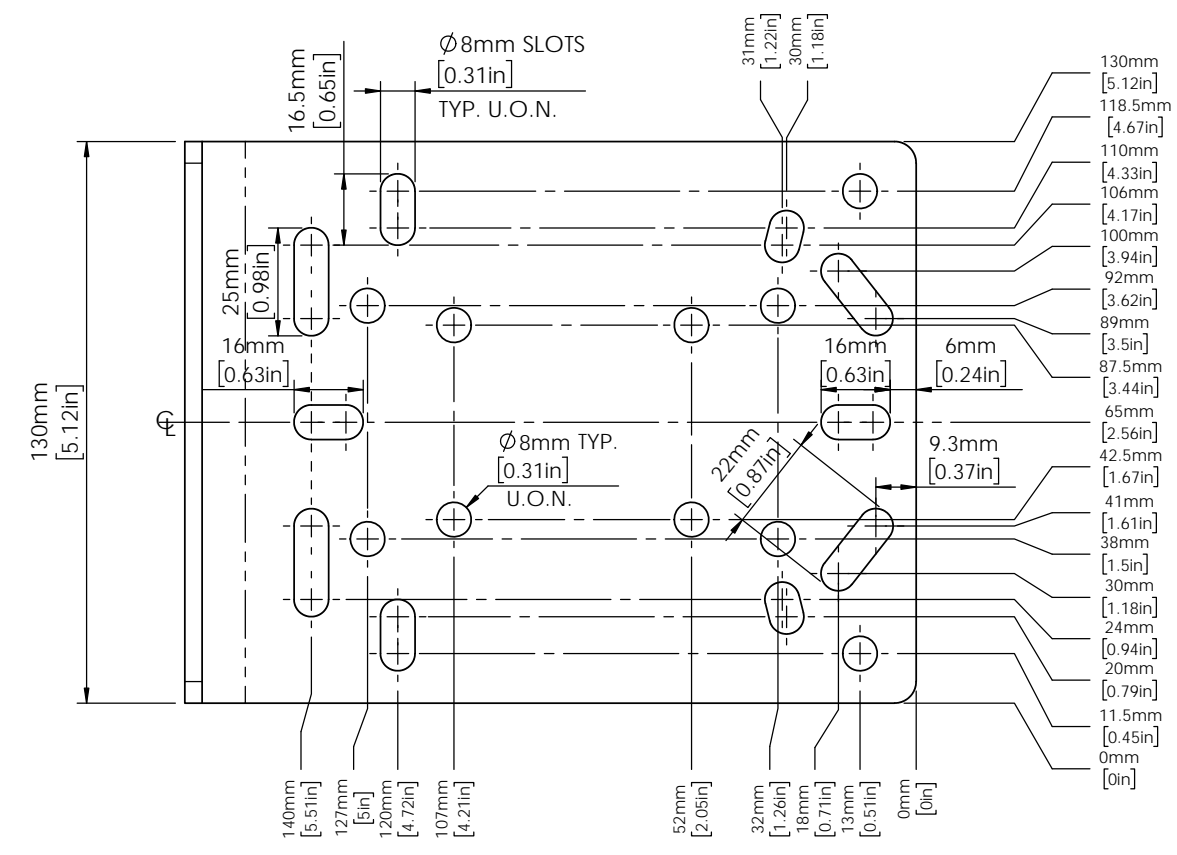 31mm
[1.22in]
30mm
[1.18in]
16.5mm
[0.65in]
∅8mm SLOTS
[0.31in]
TYP. U.O.N.
130mm
[5.12in]
118.5mm
[4.67in]
110mm
[4.33in]
106mm
[4.17in]
100mm
[3.94in]
92mm
[3.62in]
89mm
[3.5in]
87.5mm
[3.44in]
65mm
[2.56in]
42.5mm
[1.67in]
41mm
[1.61in]
38mm
[1.5in]
30mm
[1.18in]
24mm
[0.94in]
20mm
[0.79in]
11.5mm
[0.45in]
0mm
[0in]
25mm
[0.98in]
16mm
[0.63in]
16mm
[0.63in]
6mm
[0.24in]
130mm
[5.12in]
℄
∅8mm TYP.
[0.31in]
U.O.N.
22mm
[0.87in]
9.3mm
[0.37in]
140mm
[5.51in]
127mm
[5in]
120mm
[4.72in]
107mm
[4.21in]
52mm
[2.05in]
32mm
[1.26in]
18mm
[0.71in]
13mm
[0.51in]
0mm
[0in]